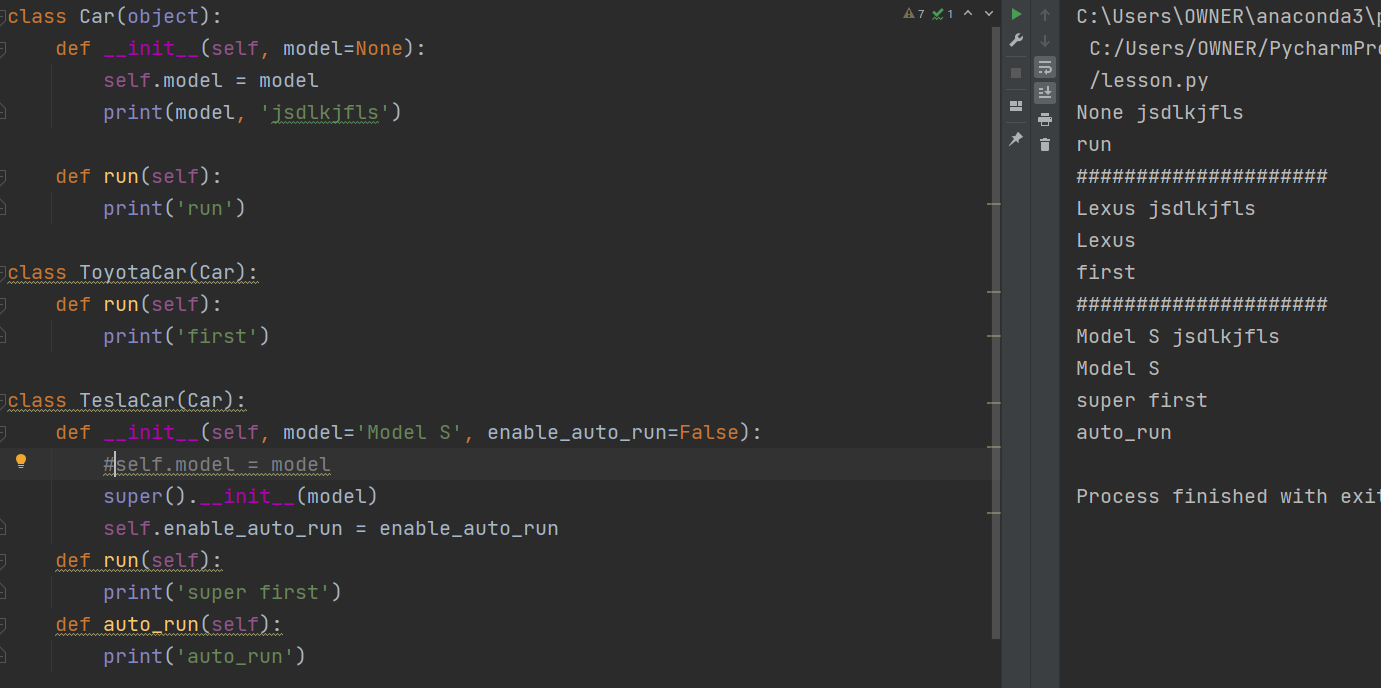 class Car(object):
    def __init__(self, model=None):
        self.model = model
        print(model, 'jsdlkjfls')

    def run(self):
        print('run')

class ToyotaCar(Car):
    def run(self):
        print('first')

class TeslaCar(Car):
    def __init__(self, model='Model S', enable_auto_run=False):
        #self.model = model
        super().__init__(model)
        self.enable_auto_run = enable_auto_run
    def run(self):
        print('super first')
    def auto_run(self):
        print('auto_run')
7 1
C:\Users\OWNER\anaconda3\
C:/Users/OWNER/PycharmPro
/lesson.py
None jsdlkjfls
run
#####################
Lexus jsdlkjfls
Lexus
first
#####################
Model S jsdlkjfls
Model S
super first
auto_run

Process finished with exit